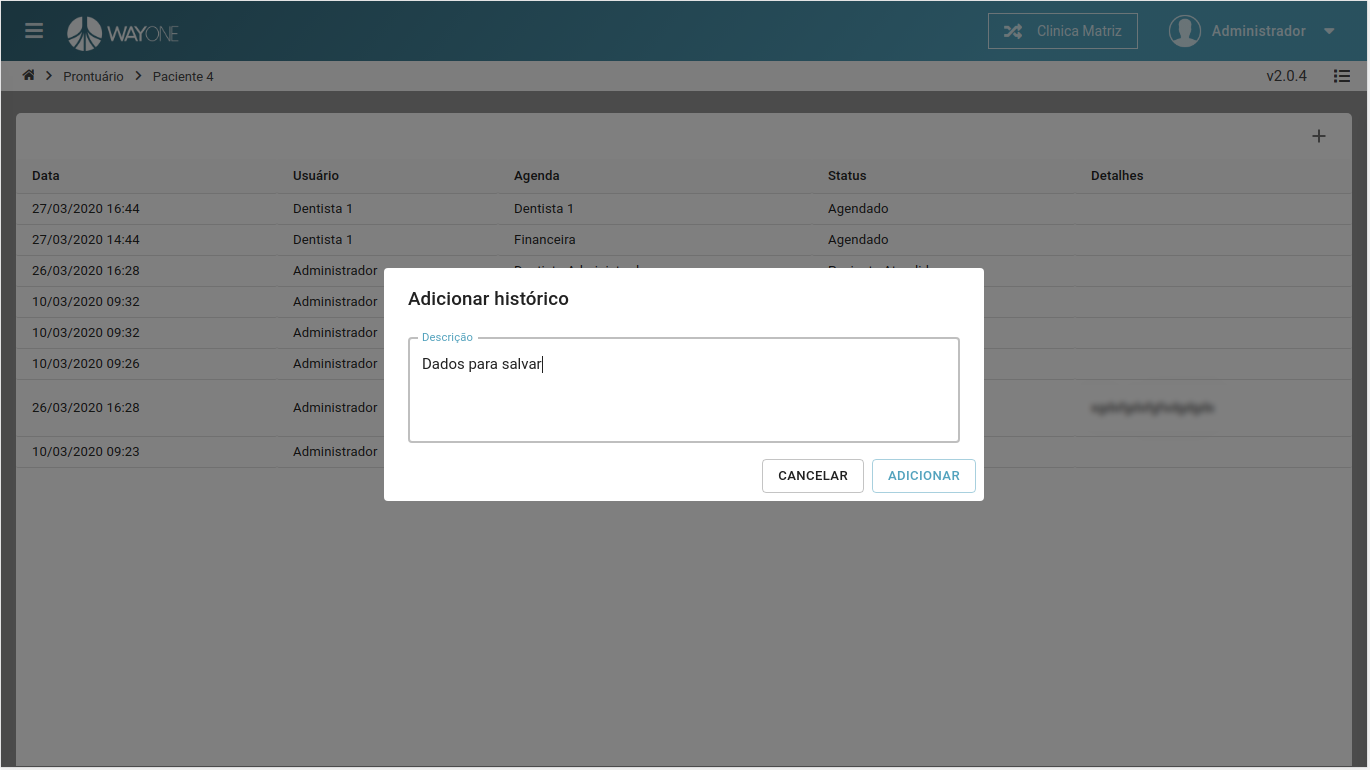 WAYONE Clinica Matriz Administrador
Prontuário Paciente 4 v2.0.4
Data Usuário Agenda Status Detalhes
27/03/2020 16:44 Dentista 1 Dentista 1 Agendado
27/03/2020 14:44 Dentista 1 Financeira Agendado
26/03/2020 16:28 Administrador
10/03/2020 09:32 Administrador
10/03/2020 09:32 Administrador
10/03/2020 09:26 Administrador
26/03/2020 16:28 Administrador
10/03/2020 09:23 Administrador
Adicionar histórico
Descrição
Dados para salvar
CANCELAR ADICIONAR